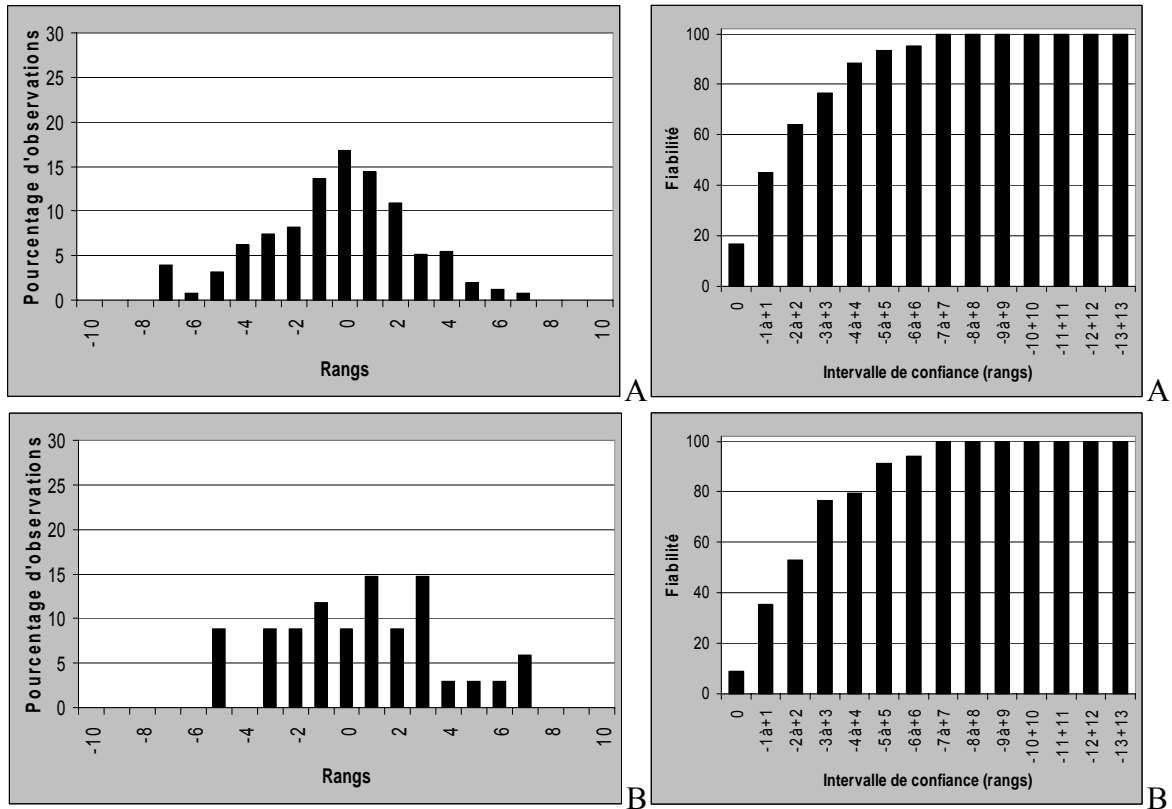 Pourcentage d'observations
30
25
20
15
10
5
0
-10
-8
-6
-4
-2
0
2
4
6
8
10
Rangs
A
Fiabilité
100
80
60
40
20
0
0
-1à+1
-2à+2
-3à+3
-4à+4
-5à+5
-6à+6
-7à+7
-8à+8
-9à+9
-10+10
-11+11
-12+12
-13+13
Intervalle de confiance (rangs)
A
Pourcentage d'observations
30
25
20
15
10
5
0
-10
-8
-6
-4
-2
0
2
4
6
8
10
Rangs
B
Fiabilité
100
80
60
40
20
0
0
-1à+1
-2à+2
-3à+3
-4à+4
-5à+5
-6à+6
-7à+7
-8à+8
-9à+9
-10+10
-11+11
-12+12
-13+13
Intervalle de confiance (rangs)
B